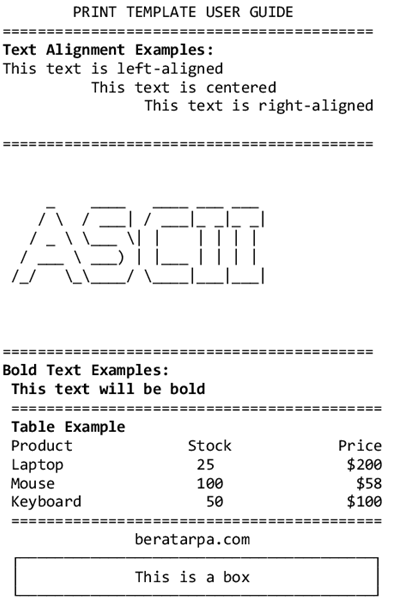 PRINT TEMPLATE USER GUIDE
==========================================
Text Alignment Examples:
This text is left-aligned
This text is centered
This text is right-aligned
==========================================
ASCII
==========================================
Bold Text Examples:
This text will be bold
==========================================
Table Example
Product Stock Price
Laptop 25 $200
Mouse 100 $58
Keyboard 50 $100
==========================================
beratarpa.com
This is a box